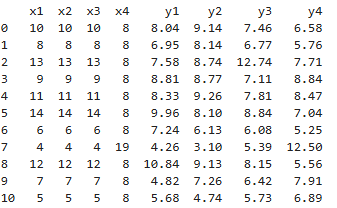 x1 x2 x3 x4 y1 y2 y3 y4
0 10 10 10 8 8.04 9.14 7.46 6.58
1 8 8 8 8 6.95 8.14 6.77 5.76
2 13 13 13 8 7.58 8.74 12.74 7.71
3 9 9 9 8 8.81 8.77 7.11 8.84
4 11 11 11 8 8.33 9.26 7.81 8.47
5 14 14 14 8 9.96 8.10 8.84 7.04
6 6 6 6 8 7.24 6.13 6.08 5.25
7 4 4 4 19 4.26 3.10 5.39 12.50
8 12 12 12 8 10.84 9.13 8.15 5.56
9 7 7 7 8 4.82 7.26 6.42 7.91
10 5 5 5 8 5.68 4.74 5.73 6.89